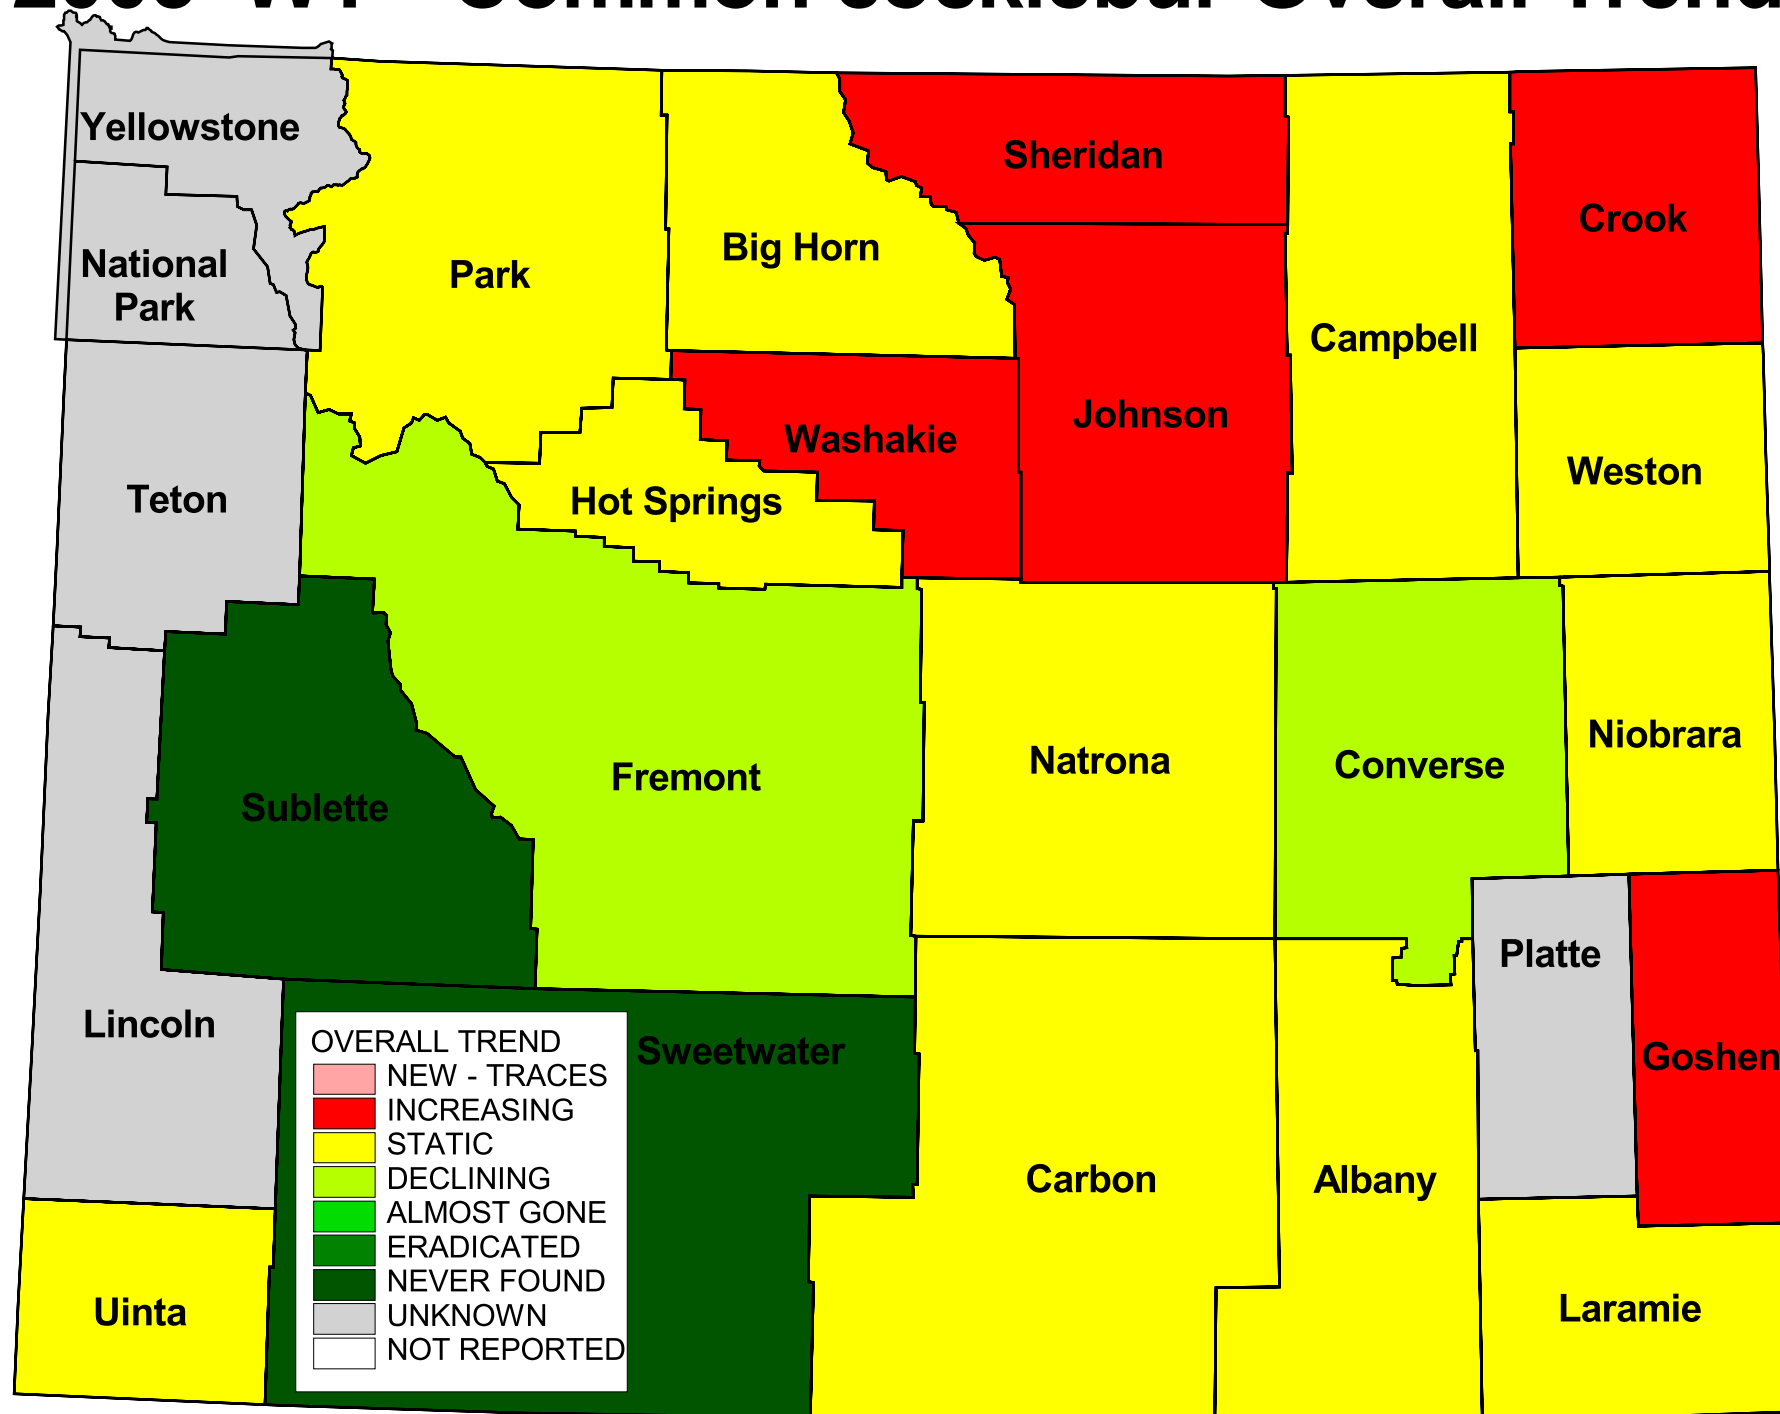 Yellowstone
National
Park
Park
Big Horn
Sheridan
Crook
Campbell
Johnson
Washakie
Hot Springs
Weston
Teton
Sublette
Fremont
Natrona
Converse
Niobrara
Platte
Goshen
Lincoln
Sweetwater
Carbon
Albany
Uinta
Laramie
OVERALL TREND
NEW - TRACES
INCREASING
STATIC
DECLINING
ALMOST GONE
ERADICATED
NEVER FOUND
UNKNOWN
NOT REPORTED